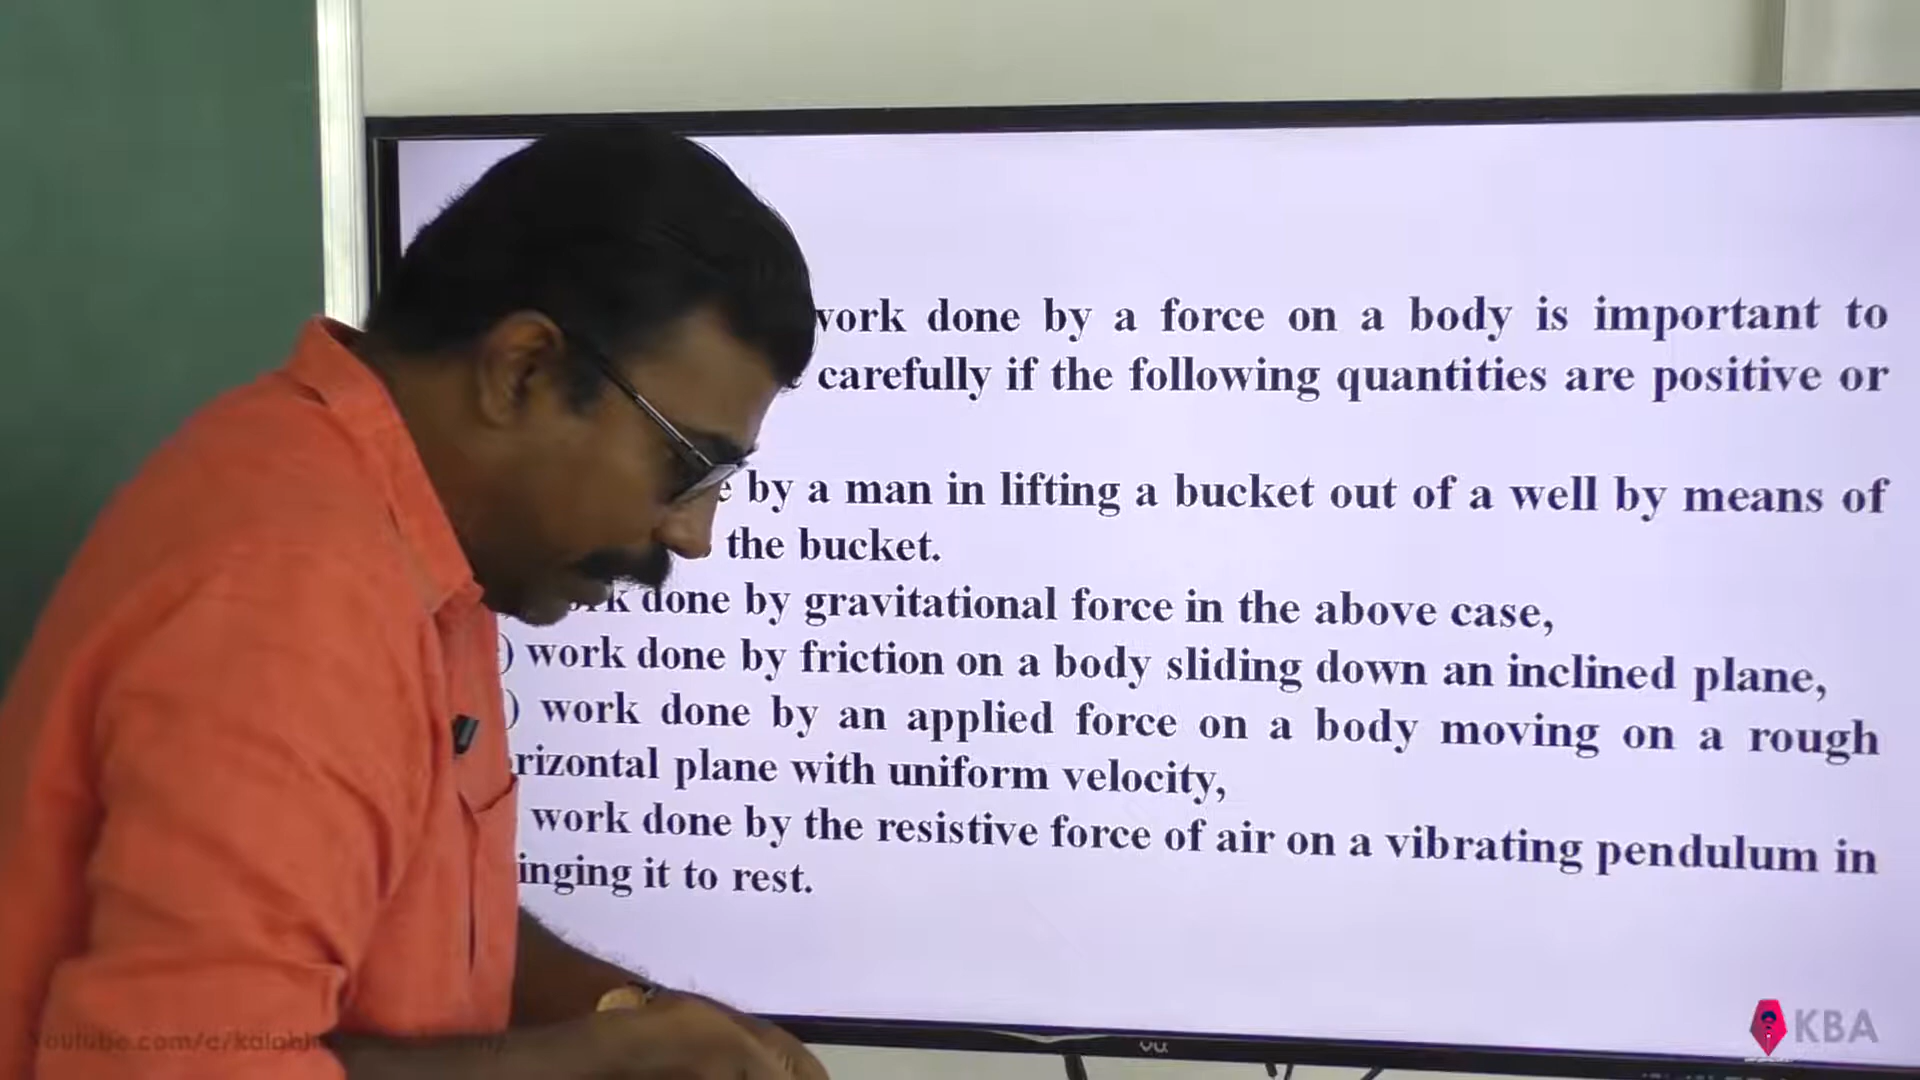 work done by a force on a body is important to
carefully if the following quantities are positive or
by a man in lifting a bucket out of a well by means of
the bucket.
done by gravitational force in the above case,
) work done by friction on a body sliding down an inclined plane,
) work done by an applied force on a body moving on a rough
rizontal plane with uniform velocity,
work done by the resistive force of air on a vibrating pendulum in
inging it to rest.
KBA
vu